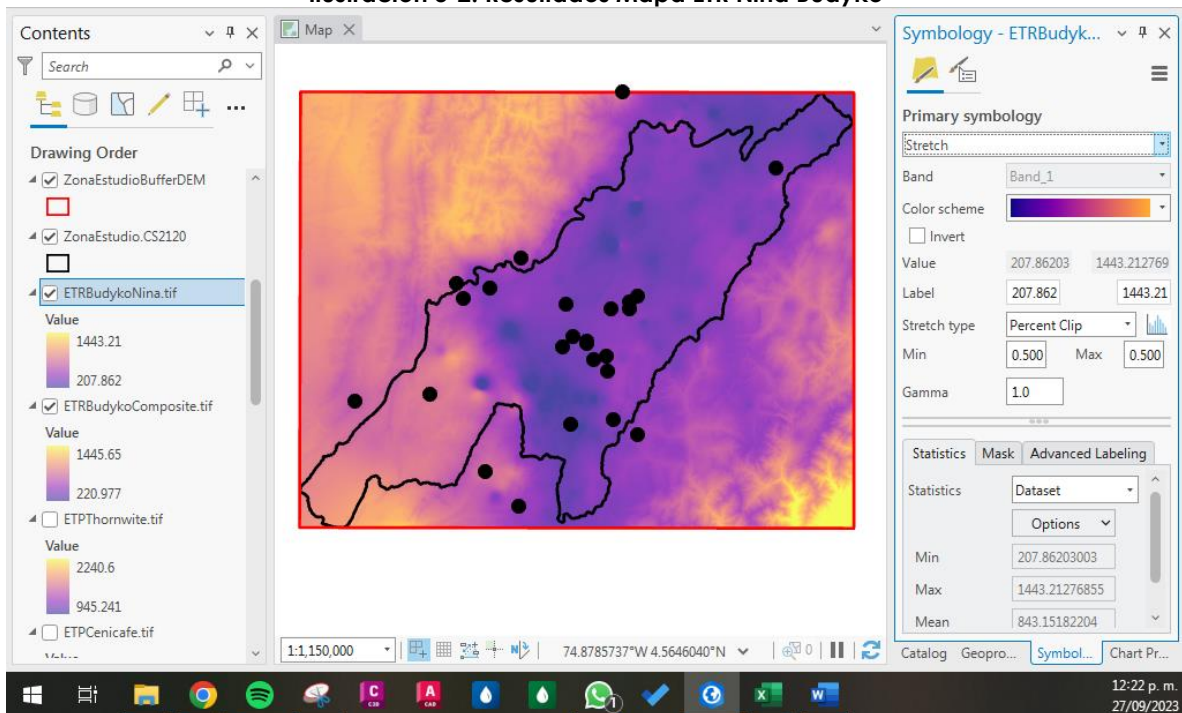 Contents
Search
Drawing Order
ZonaEstudioBufferDEM
ZonaEstudio.CS2120
ETRBudykoNina.tif
Value
1443.21
207.862
ETRBudykoComposite.tif
Value
1445.65
220.977
ETPThornwite.tif
Value
2240.6
945.241
ETPCenicafe.tif
Map
1:1,150,000
74.8785737°W 4.5646040°N
0
Symbology - ETRBudyk...
Primary symbology
Stretch
Band Band_1
Color scheme
Invert
Value 207.86203 1443.212769
Label 207.862 1443.21
Stretch type Percent Clip
Min 0.500 Max 0.500
Gamma 1.0
Statistics Mask Advanced Labeling
Statistics Dataset
Options
Min 207.86203003
Max 1443.21276855
Mean 843.15182204
Catalog Geopro... Symbol... Chart Pr...
12:22 p. m.
27/09/2023